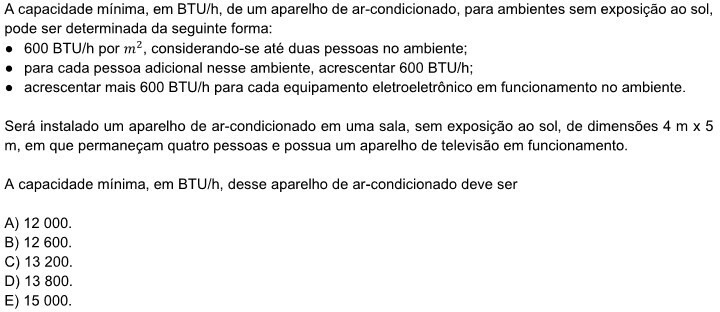 A capacidade mínima, em BTU/h, de um aparelho de ar-condicionado, para ambientes sem exposição ao sol,
pode ser determinada da seguinte forma:
• 600 BTU/h por m², considerando-se até duas pessoas no ambiente;
• para cada pessoa adicional nesse ambiente, acrescentar 600 BTU/h;
• acrescentar mais 600 BTU/h para cada equipamento eletroeletrônico em funcionamento no ambiente.
Será instalado um aparelho de ar-condicionado em uma sala, sem exposição ao sol, de dimensões 4 m x 5
m, em que permaneçam quatro pessoas e possua um aparelho de televisão em funcionamento.
A capacidade mínima, em BTU/h, desse aparelho de ar-condicionado deve ser
A) 12 000.
B) 12 600.
C) 13 200.
D) 13 800.
E) 15 000.